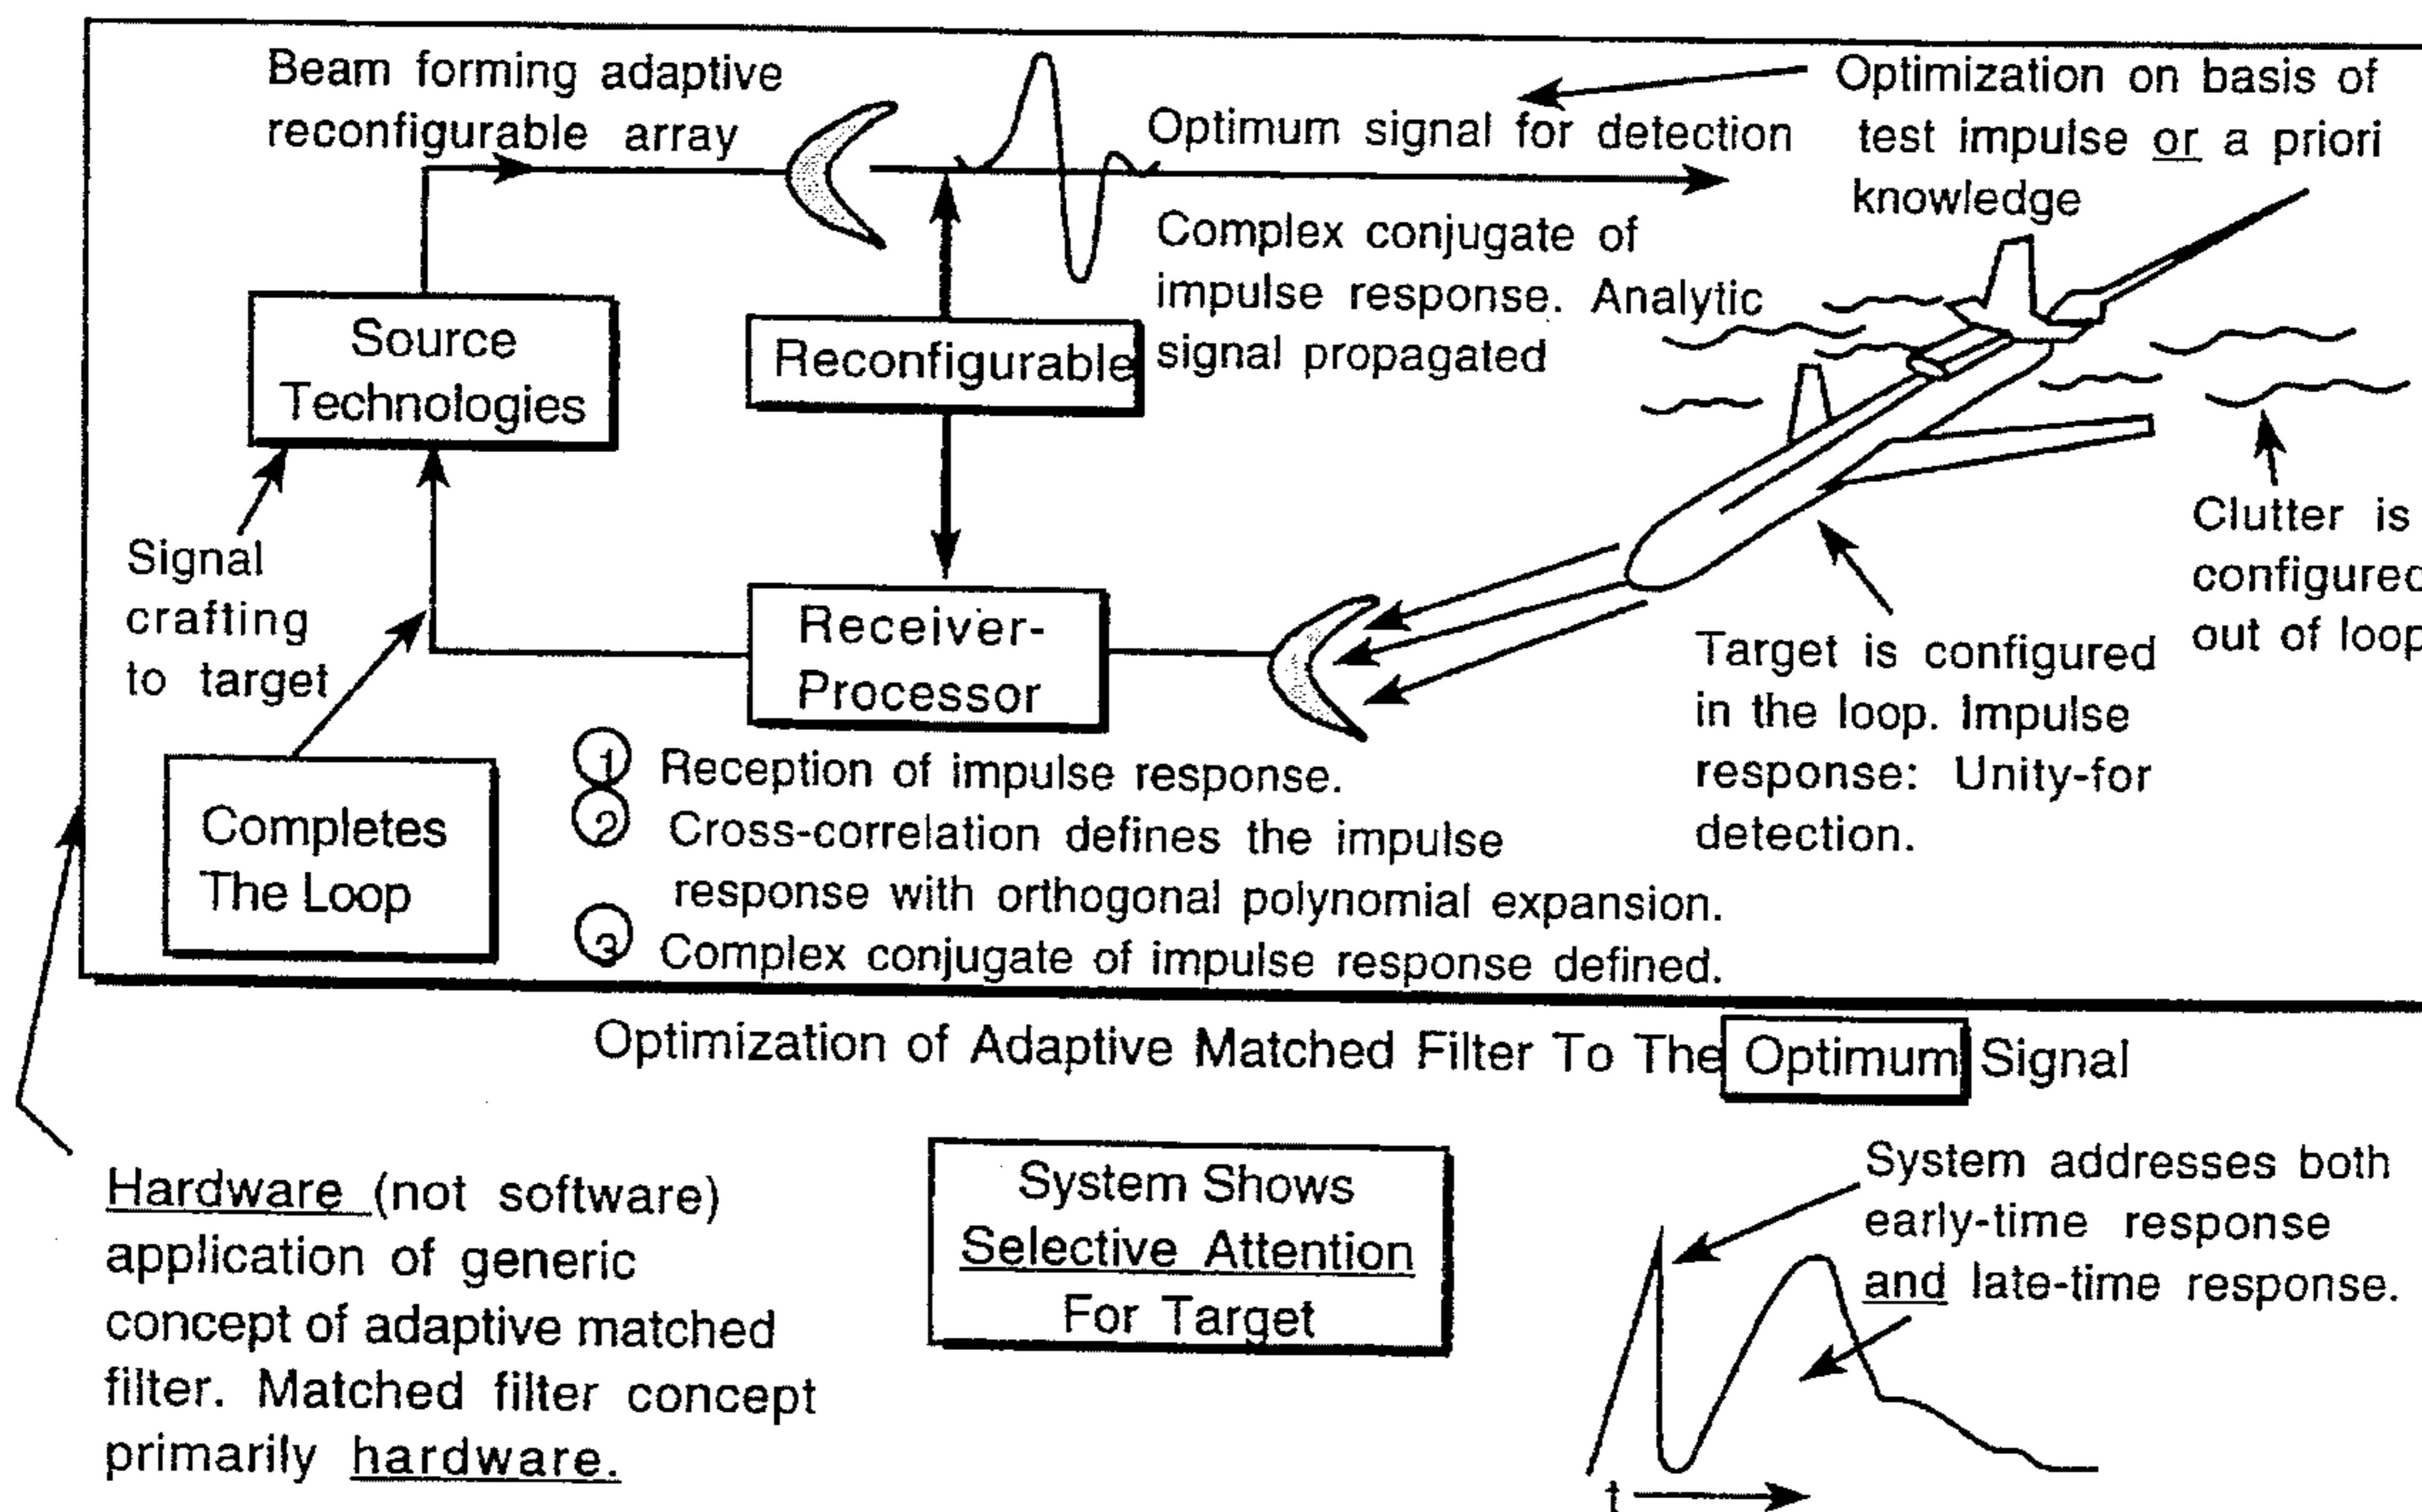 Beam forming adaptive
reconfigurable array
Optimum signal for detection
Optimization on basis of
test impulse or a priori
knowledge
Complex conjugate of
impulse response. Analytic
signal propagated
Source
Technologies
Reconfigurable
Signal
crafting
to target
Receiver-
Processor
Clutter is
configured
out of loop
Target is configured
in the loop. Impulse
response: Unity-for
detection.
Completes
The Loop
1 Reception of impulse response.
2 Cross-correlation defines the impulse
response with orthogonal polynomial expansion.
3 Complex conjugate of impulse response defined.
Optimization of Adaptive Matched Filter To The Optimum Signal
Hardware (not software)
application of generic
concept of adaptive matched
filter. Matched filter concept
primarily hardware.
System Shows
Selective Attention
For Target
System addresses both
early-time response
and late-time response.
t